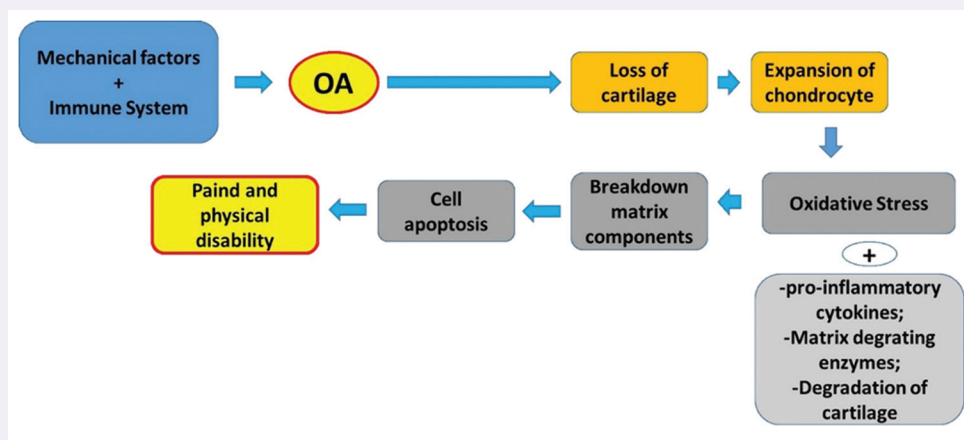 Mechanical factors
+
Immune System
OA
Loss of
cartilage
Expansion of
chondrocyte
Oxidative Stress
+
-pro-inflammatory
cytokines;
-Matrix degrating
enzymes;
-Degradation of
cartilage
Breakdown
matrix
components
Cell
apoptosis
Paind and
physical
disability